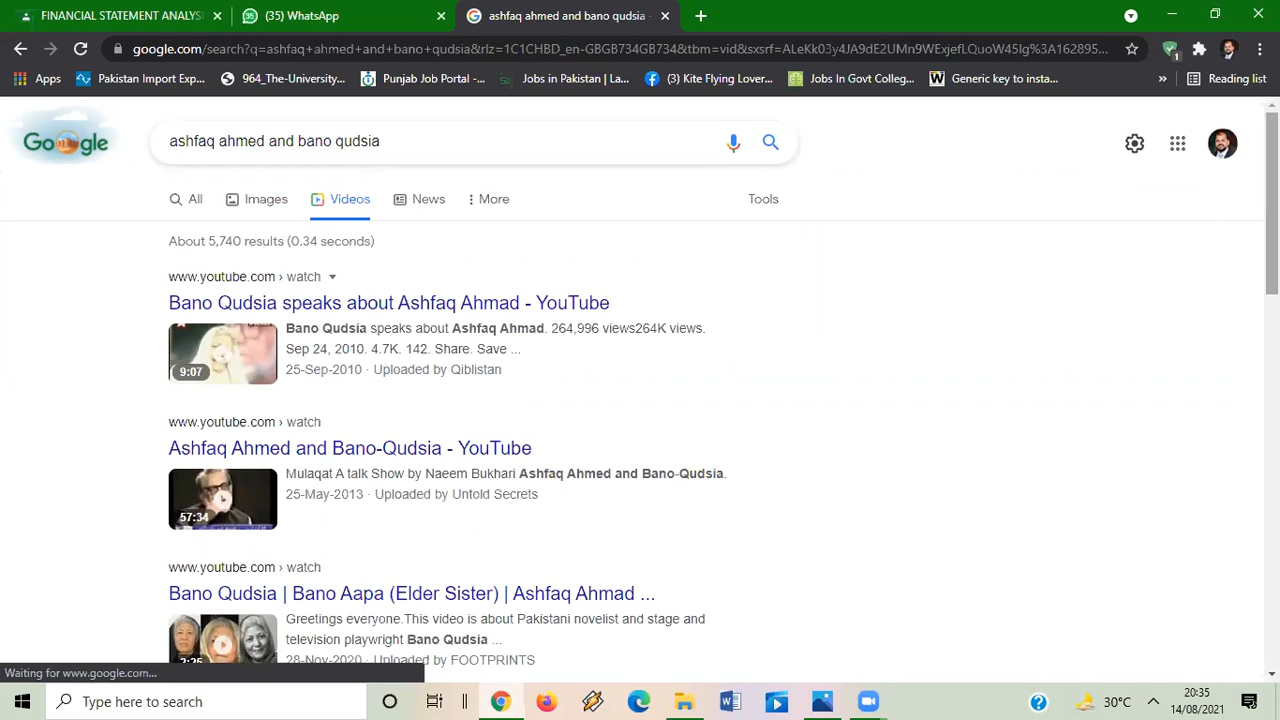 FINANCIAL STATEMENT ANALYS
(35) WhatsApp
ashfaq ahmed and bano qudsia -
google.com/search?q=ashfaq+ahmed+and+bano+qudsia&rlz=1C1CHBD_en-GBGB734GB734&tbm=vid&sxsrf=ALeKk03y4JA9dE2UMn9WExjefLQuoW45Ig%3A162895...
Apps
Pakistan Import Exp...
964_The-University...
Punjab Job Portal -...
Jobs in Pakistan | La...
(3) Kite Flying Lover...
Jobs In Govt Colleg...
Generic key to insta...
»
Reading list
Google
ashfaq ahmed and bano qudsia
All
Images
Videos
News
More
Tools
About 5,740 results (0.34 seconds)
www.youtube.com › watch
Bano Qudsia speaks about Ashfaq Ahmad - YouTube
Bano Qudsia speaks about Ashfaq Ahmad. 264,996 views264K views.
Sep 24, 2010. 4.7K. 142. Share. Save ...
9:07
25-Sep-2010 · Uploaded by Qiblistan
www.youtube.com › watch
Ashfaq Ahmed and Bano-Qudsia - YouTube
Mulaqat A talk Show by Naeem Bukhari Ashfaq Ahmed and Bano-Qudsia.
25-May-2013 · Uploaded by Untold Secrets
57:34
www.youtube.com › watch
Bano Qudsia | Bano Aapa (Elder Sister) | Ashfaq Ahmad ...
Greetings everyone.This video is about Pakistani novelist and stage and
television playwright Bano Qudsia ...
28-Nov-2020 · Uploaded by FOOTPRINTS
Waiting for www.google.com...
Type here to search
30°C
20:35
14/08/2021